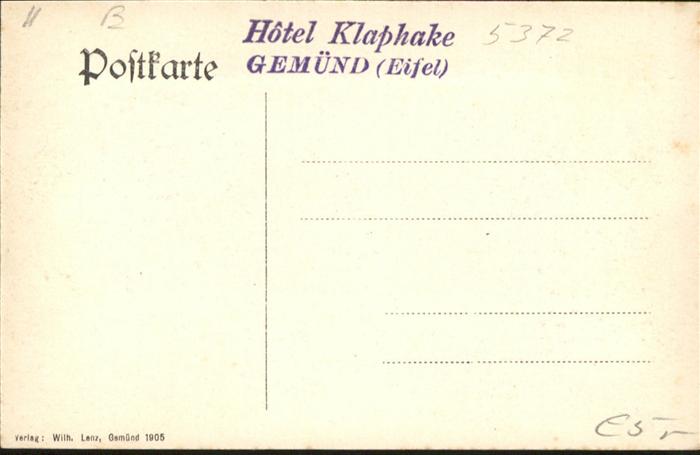 B
Hôtel Klaphake
5372
Poſtkarte
GEMÜND (Eifel)
Verlag: Wilh. Lenz, Gemünd 1905